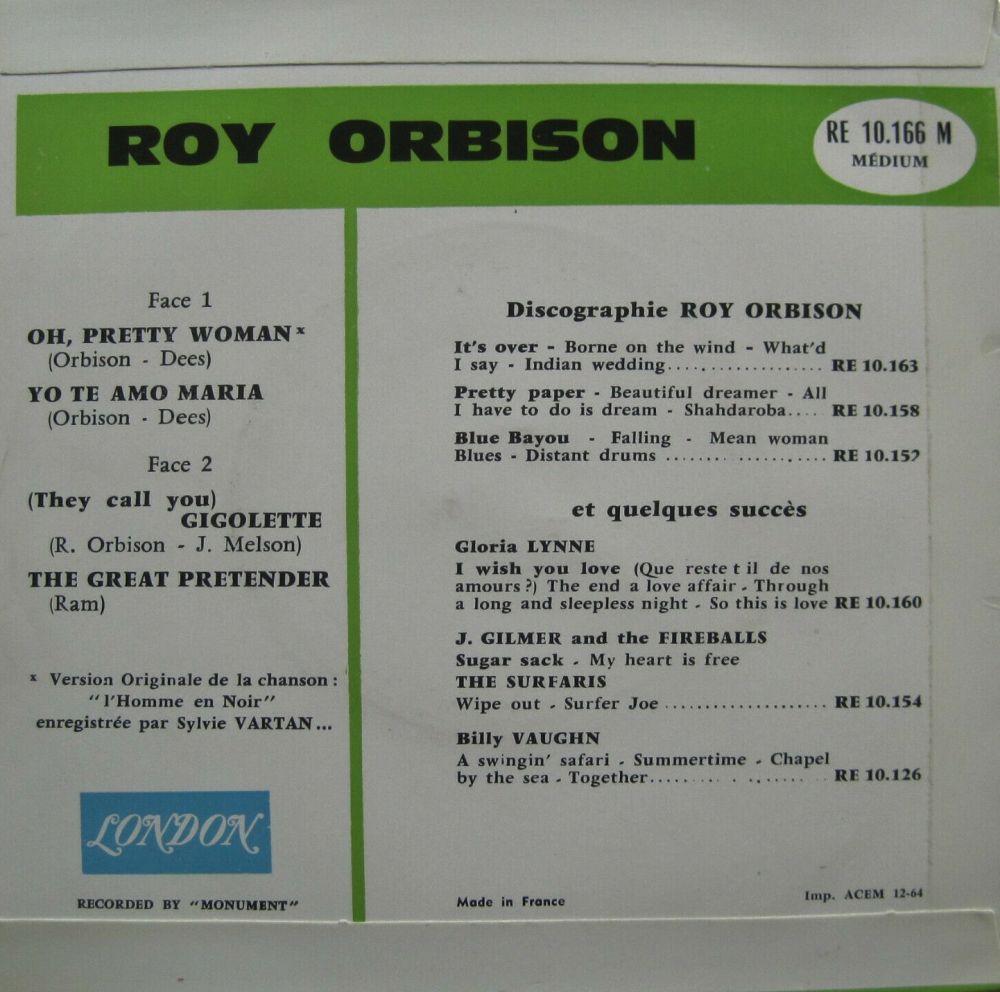 ROY ORBISON
RE 10.166 M
MÉDIUM
Face 1
OH, PRETTY WOMAN x
(Orbison - Dees)
YO TE AMO MARIA
(Orbison - Dees)
Face 2
(They call you)
GIGOLETTE
(R. Orbison - J. Melson)
THE GREAT PRETENDER
(Ram)
x Version Originale de la chanson :
"l'Homme en Noir"
enregistrée par Sylvie VARTAN ...
LONDON
RECORDED BY "MONUMENT"
Discographie ROY ORBISON
It's over - Borne on the wind - What'd
I say - Indian wedding.................. RE 10.163
Pretty paper - Beautiful dreamer - All
I have to do is dream - Shahdaroba.... RE 10.158
Blue Bayou - Falling - Mean woman
Blues - Distant drums .................. RE
et quelques succès
Gloria LYNNE
I wish you love (Que reste t il de nos
amours ?) The end a love affair - Through
a long and sleepless night - So this is love RE 10.160
J. GILMER and the FIREBALLS
Sugar sack - My heart is free
THE SURFARIS
Wipe out - Surfer Joe .................... RE 10.154
Billy VAUGHN
A swingin' safari - Summertime - Chapel
by the sea - Together.................... RE 10.126
Made in France
Imp. ACEM 12-64